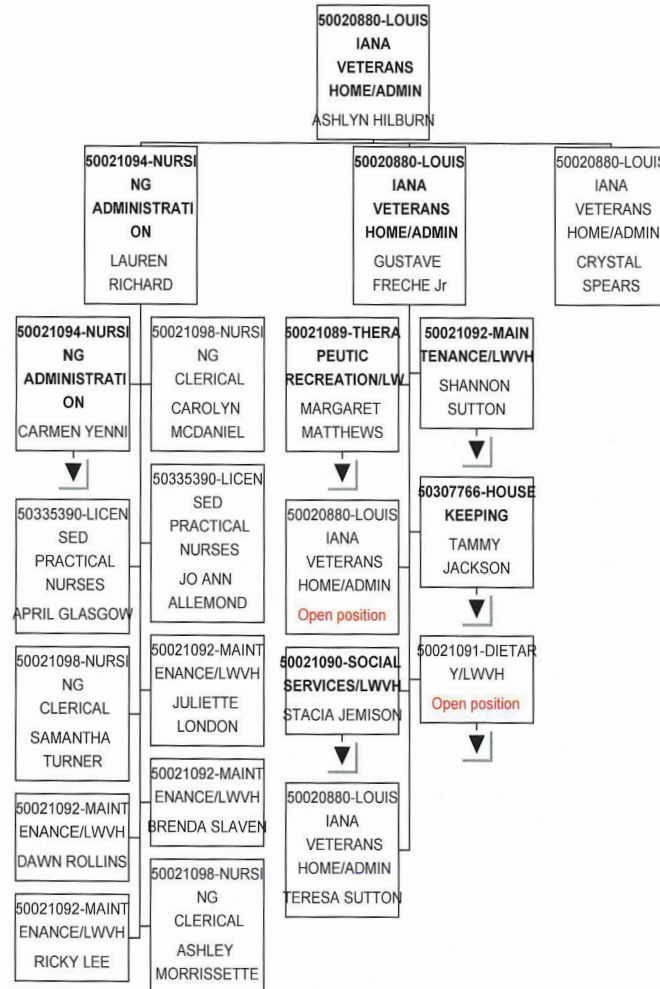 50020880-LOUIS
IANA
VETERANS
HOME/ADMIN
ASHLYN HILBURN
50021094-NURSI
NG
ADMINISTRATI
ON
LAUREN
RICHARD
50020880-LOUIS
IANA
VETERANS
HOME/ADMIN
GUSTAVE
FRECHE Jr
50020880-LOUIS
IANA
VETERANS
HOME/ADMIN
CRYSTAL
SPEARS
50021094-NURSI
NG
ADMINISTRATI
ON
CARMEN YENNI
50021098-NURSI
NG
CLERICAL
CAROLYN
MCDANIEL
50021089-THERA
PEUTIC
RECREATION/LW
MARGARET
MATTHEWS
50021092-MAIN
TENANCE/LWVH
SHANNON
SUTTON
50335390-LICEN
SED
PRACTICAL
NURSES
APRIL GLASGOW
50335390-LICEN
SED
PRACTICAL
NURSES
JO ANN
ALLEMOND
50020880-LOUIS
IANA
VETERANS
HOME/ADMIN
Open position
50307766-HOUSE
KEEPING
TAMMY
JACKSON
50021098-NURSI
NG
CLERICAL
SAMANTHA
TURNER
50021092-MAINT
ENANCE/LWVH
JULIETTE
LONDON
50021090-SOCIAL
SERVICES/LWVH
STACIA JEMISON
50021091-DIETAR
Y/LWVH
Open position
50021092-MAINT
ENANCE/LWVH
DAWN ROLLINS
50021092-MAINT
ENANCE/LWVH
BRENDA SLAVEN
50020880-LOUIS
IANA
VETERANS
HOME/ADMIN
TERESA SUTTON
50021092-MAINT
ENANCE/LWVH
RICKY LEE
50021098-NURSI
NG
CLERICAL
ASHLEY
MORRISSETTE